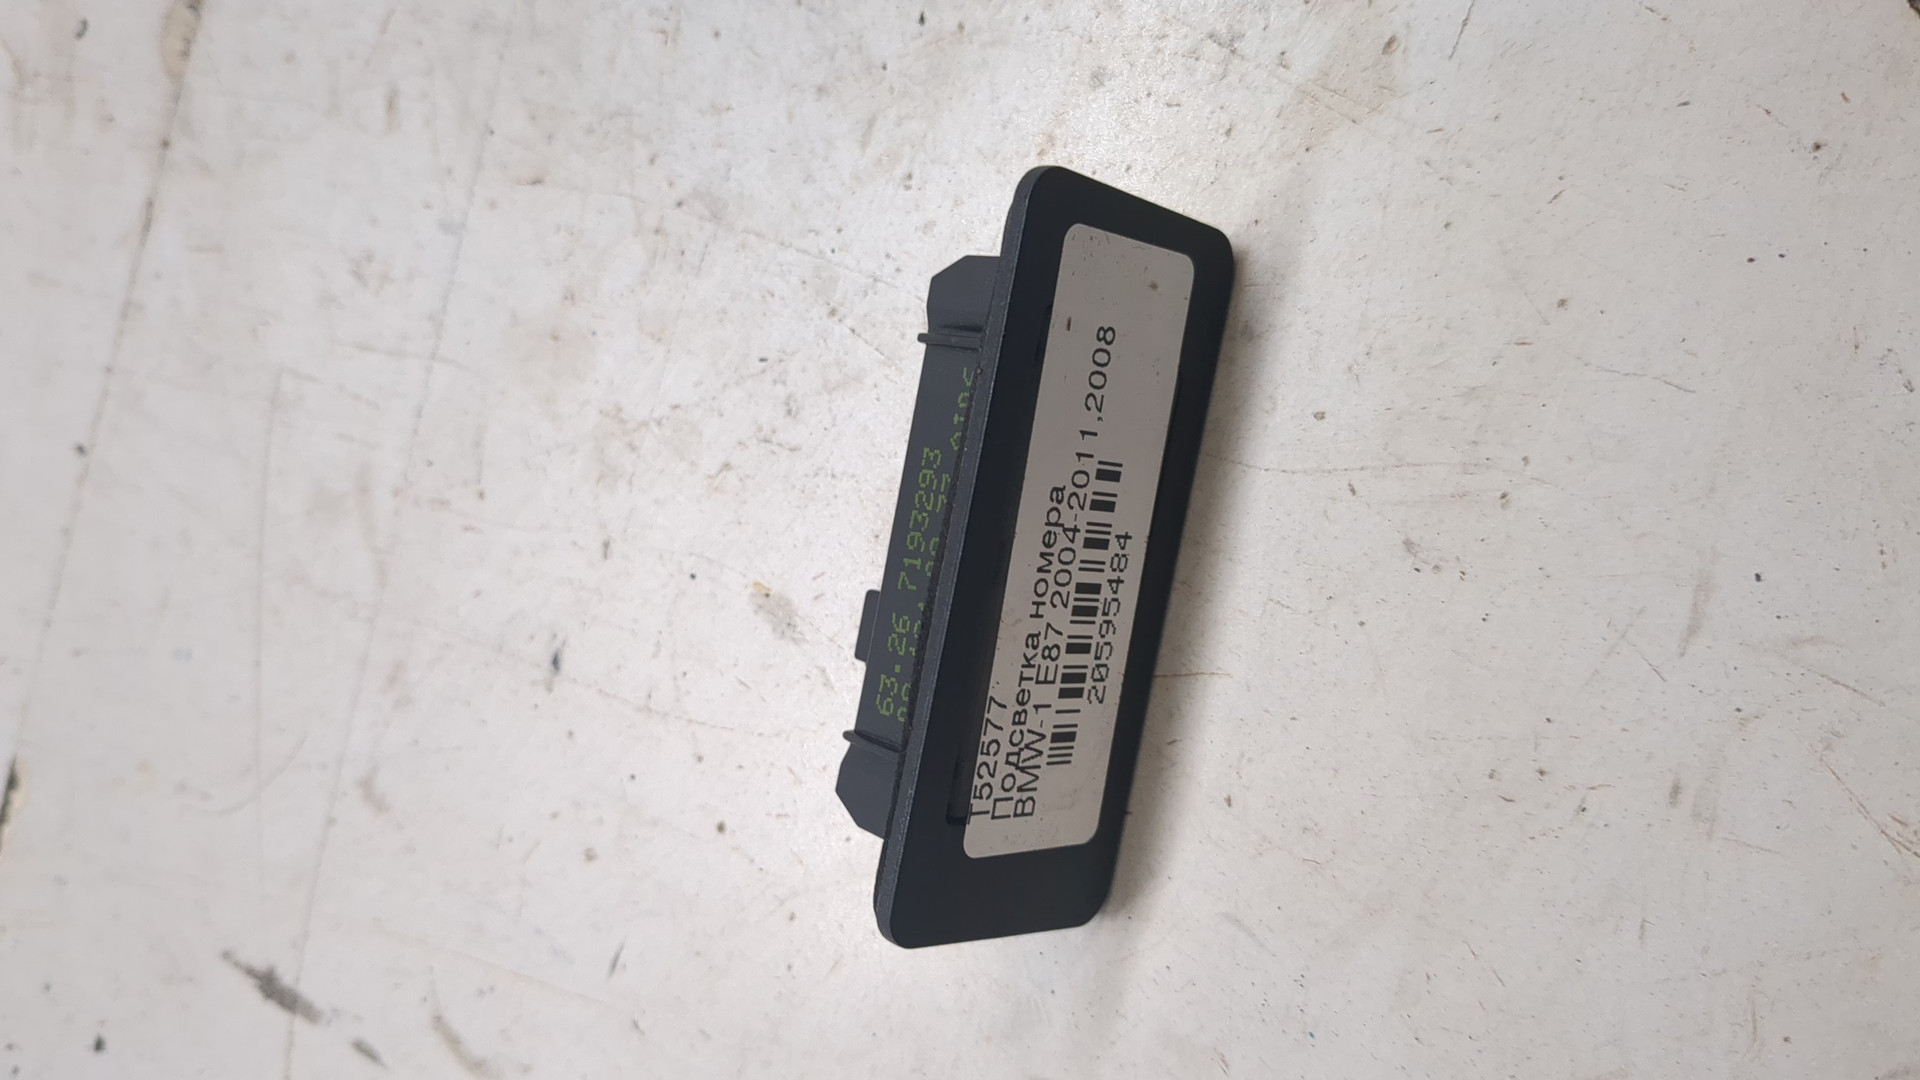 63.26.7193293
T52577
Подсветка номера
BMW-1 E87 2004-2011,2008
20595484